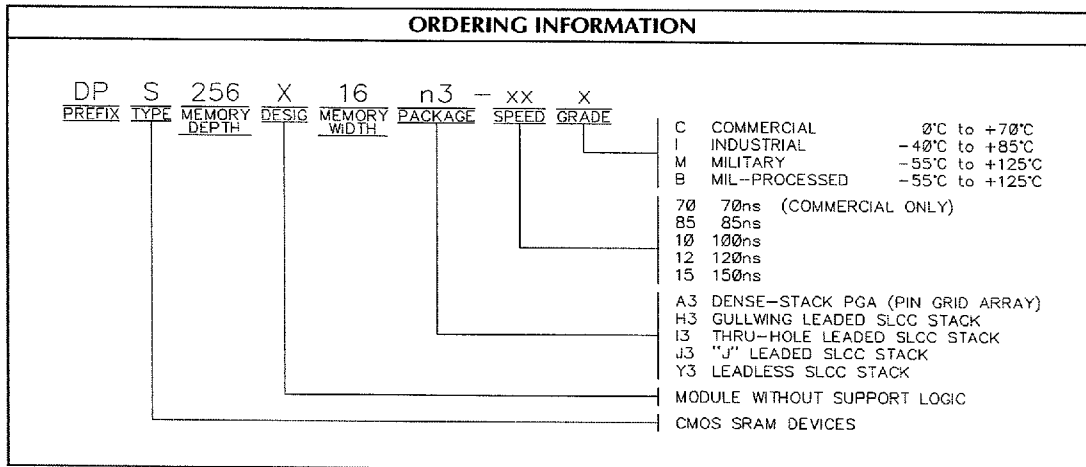 ORDERING INFORMATION
DP S 256 X 16 n3 - xx x
PREFIX TYPE MEMORY DEPTH DESIG MEMORY WIDTH PACKAGE SPEED GRADE
C COMMERCIAL 0°C to +70°C
I INDUSTRIAL -40°C to +85°C
M MILITARY -55°C to +125°C
B MIL-PROCESSED -55°C to +125°C
70 70ns (COMMERCIAL ONLY)
85 85ns
10 100ns
12 120ns
15 150ns
A3 DENSE-STACK PGA (PIN GRID ARRAY)
H3 GULLWING LEADED SLCC STACK
I3 THRU-HOLE LEADED SLCC STACK
J3 "J" LEADED SLCC STACK
Y3 LEADLESS SLCC STACK
MODULE WITHOUT SUPPORT LOGIC
CMOS SRAM DEVICES